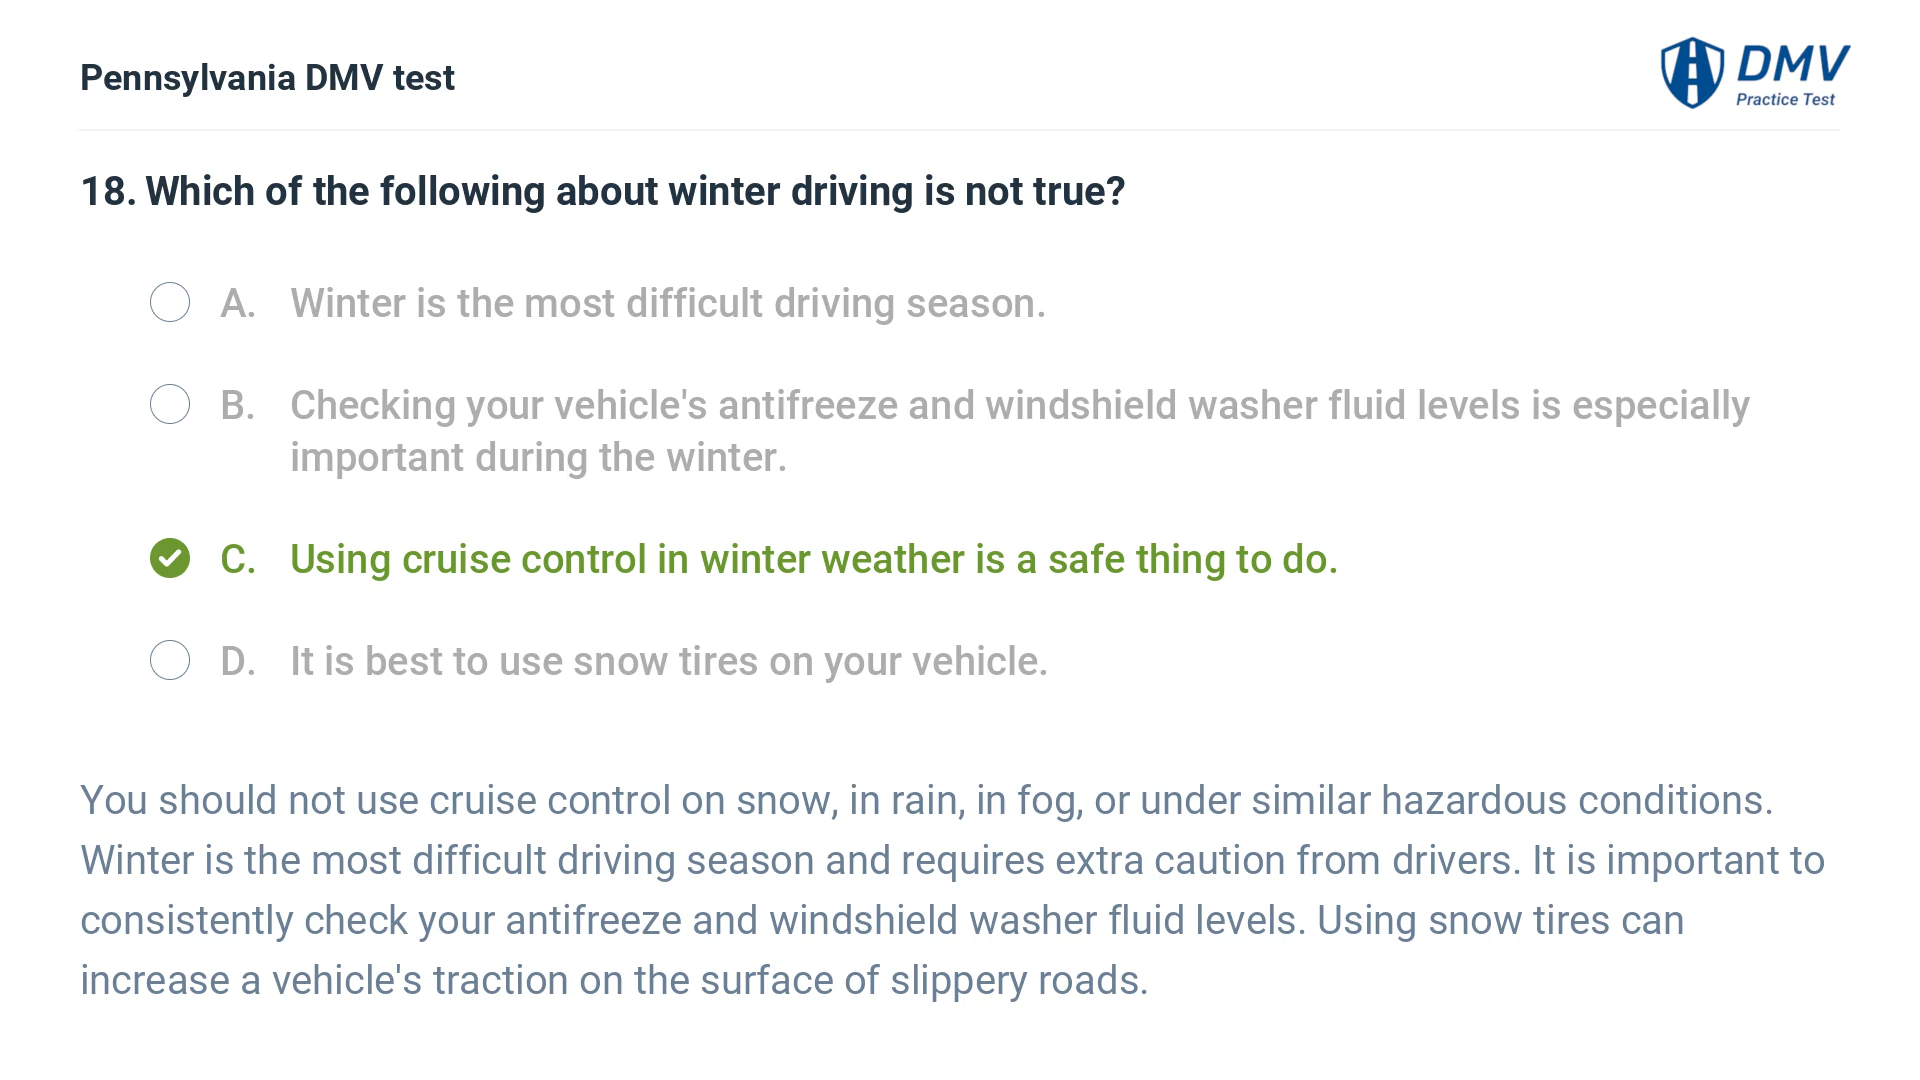 Pennsylvania DMV test
DMV
Practice Test
18. Which of the following about winter driving is not true?
A. Winter is the most difficult driving season.
B. Checking your vehicle's antifreeze and windshield washer fluid levels is especially
important during the winter.
C. Using cruise control in winter weather is a safe thing to do.
D. It is best to use snow tires on your vehicle.
You should not use cruise control on snow, in rain, in fog, or under similar hazardous conditions.
Winter is the most difficult driving season and requires extra caution from drivers. It is important to
consistently check your antifreeze and windshield washer fluid levels. Using snow tires can
increase a vehicle's traction on the surface of slippery roads.